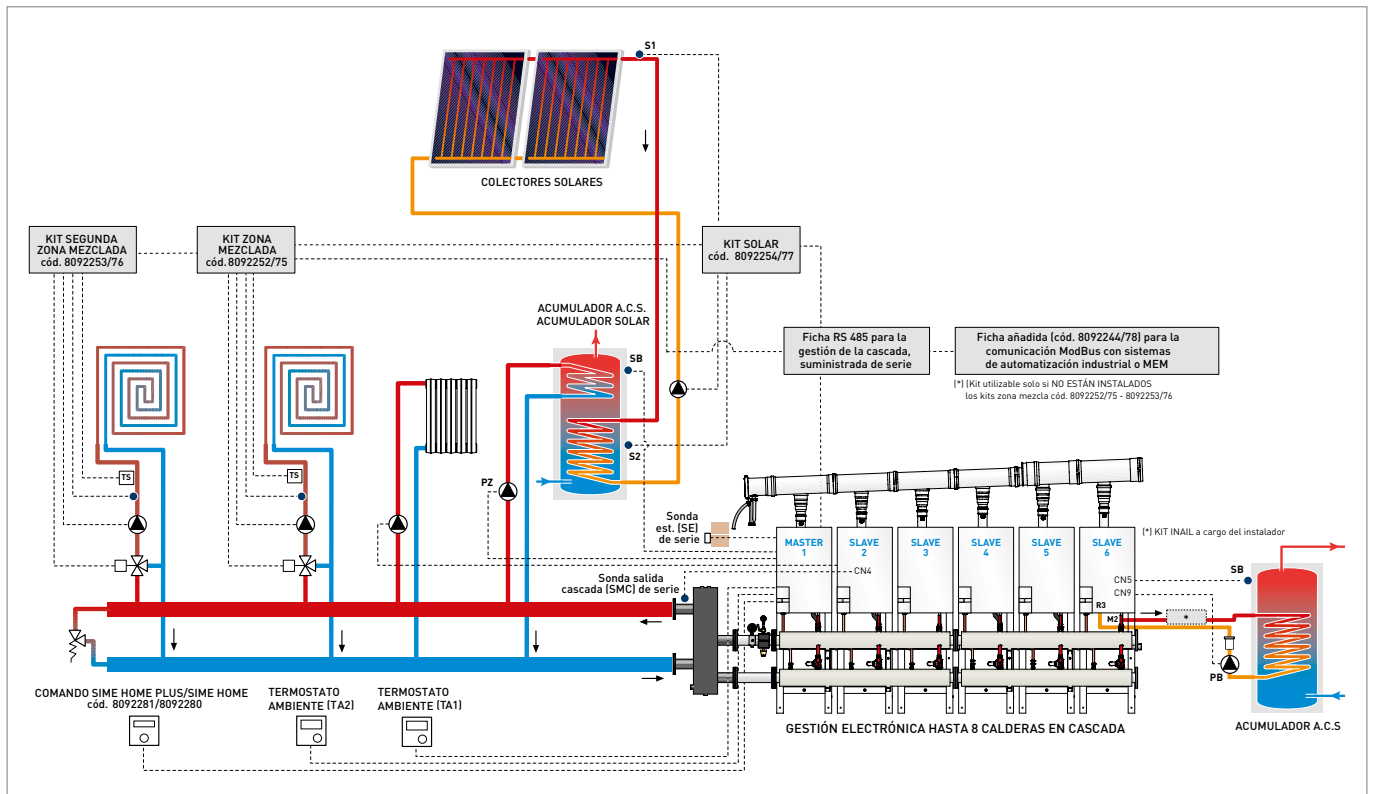 S1
COLECTORES SOLARES
KIT SEGUNDA
ZONA MEZCLADA
cód. 8092253/76
KIT ZONA
MEZCLADA
cód. 8092252/75
KIT SOLAR
cód. 8092254/77
ACUMULADOR A.C.S.
ACUMULADOR SOLAR
SB
S2
Ficha RS 485 para la
gestión de la cascada,
suministrada de serie
Ficha añadida (cód. 8092244/78) para la
comunicación ModBus con sistemas
de automatización industrial o MEM
(*) (Kit utilizable solo si NO ESTÁN INSTALADOS
los kits zona mezcla cód. 8092252/75 - 8092253/76
TS
TS
PZ
Sonda
est. (SE)
de serie
MASTER
1
SLAVE
2
SLAVE
3
SLAVE
4
SLAVE
5
SLAVE
6
(*) KIT INAIL a cargo del instalador
CN4
Sonda salida
cascada (SMC) de serie
CN5
CN9
SB
R3
M2
*
PB
COMANDO SIME HOME PLUS/SIME HOME
cód. 8092281/8092280
TERMOSTATO
AMBIENTE (TA2)
TERMOSTATO
AMBIENTE (TA1)
GESTIÓN ELECTRÓNICA HASTA 8 CALDERAS EN CASCADA
ACUMULADOR A.C.S